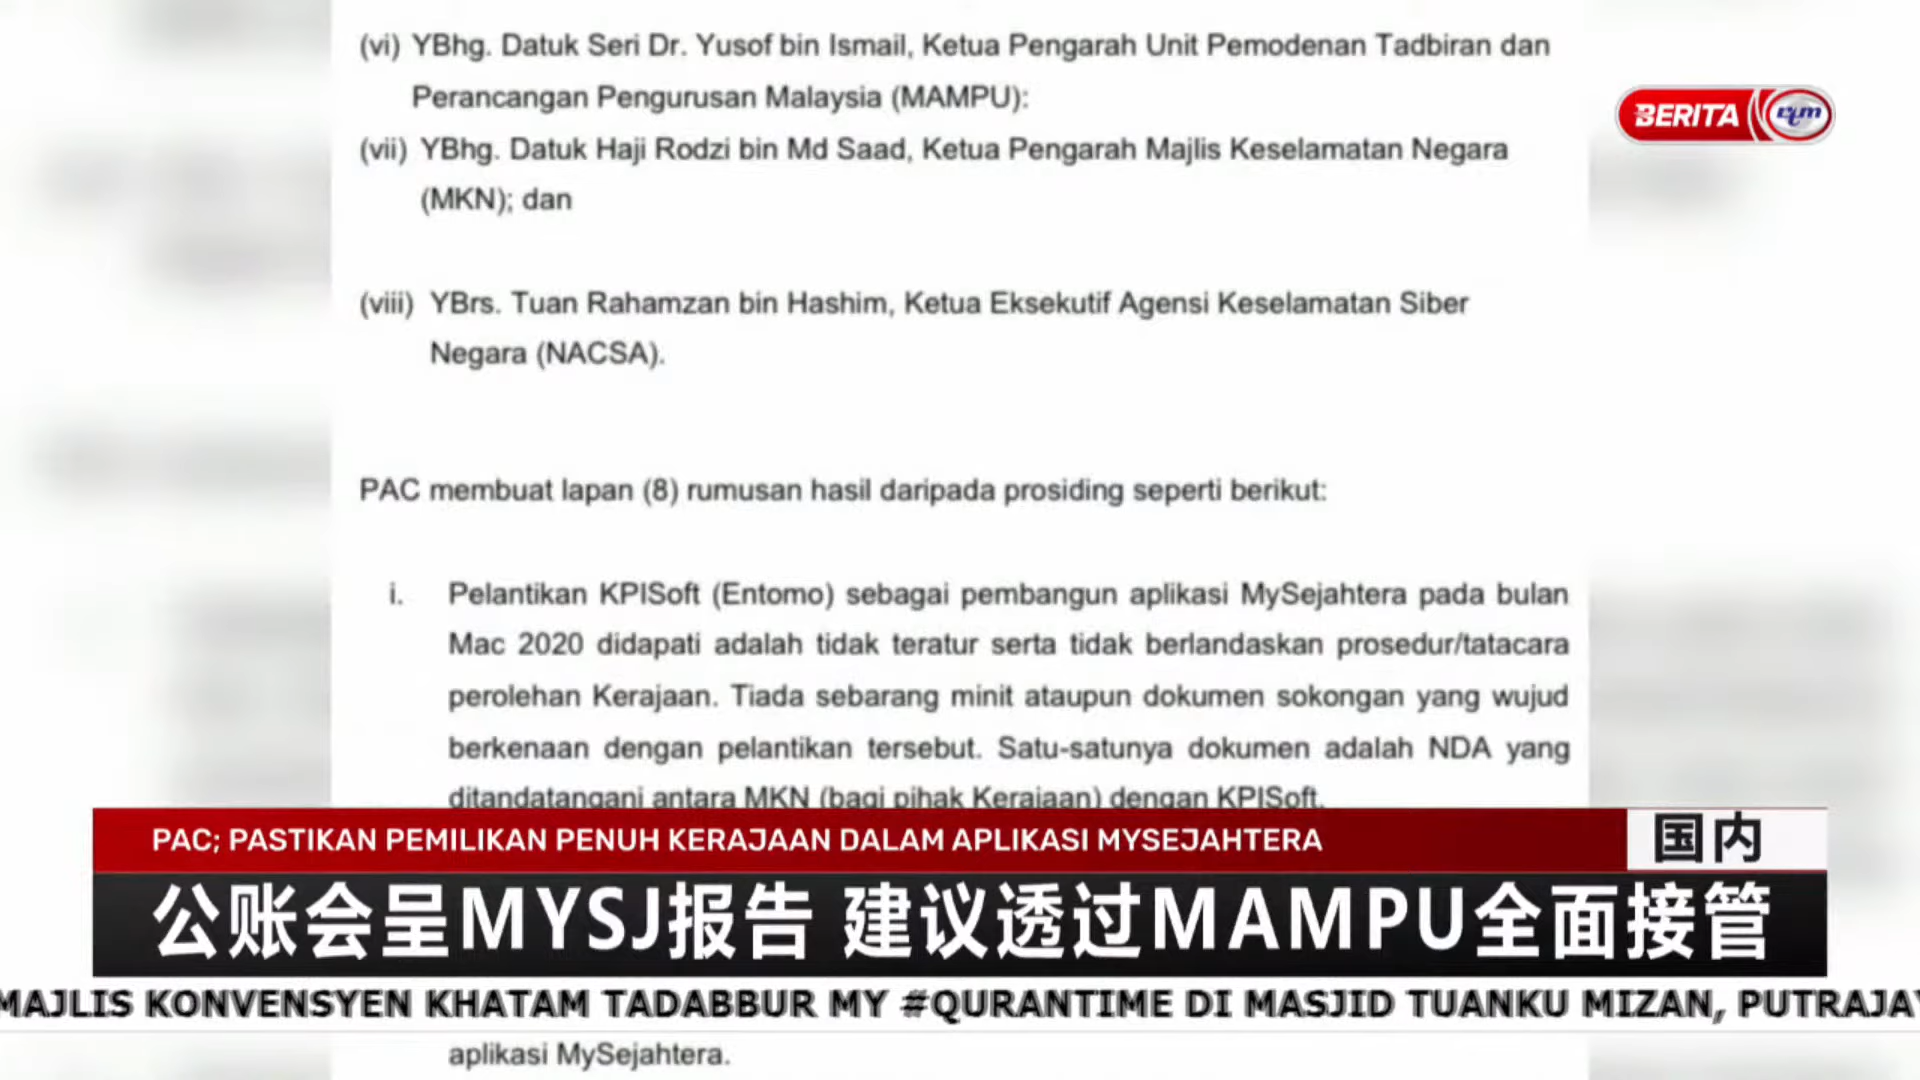 (vi) YBhg. Datuk Seri Dr. Yusof bin Ismail, Ketua Pengarah Unit Pemodenan Tadbiran dan
Perancangan Pengurusan Malaysia (MAMPU):
BERITA rtm
(vii) YBhg. Datuk Haji Rodzi bin Md Saad, Ketua Pengarah Majlis Keselamatan Negara
(MKN); dan
(viii) YBrs. Tuan Rahamzan bin Hashim, Ketua Eksekutif Agensi Keselamatan Siber
Negara (NACSA).
PAC membuat lapan (8) rumusan hasil daripada prosiding seperti berikut:
i. Pelantikan KPISoft (Entomo) sebagai pembangun aplikasi MySejahtera pada bulan
Mac 2020 didapati adalah tidak teratur serta tidak berlandaskan prosedur/tatacara
perolehan Kerajaan. Tiada sebarang minit ataupun dokumen sokongan yang wujud
berkenaan dengan pelantikan tersebut. Satu-satunya dokumen adalah NDA yang
ditandatangani antara MKN (bagi pihak Kerajaan) dengan KPISoft.
PAC; PASTIKAN PEMILIKAN PENUH KERAJAAN DALAM APLIKASI MYSEJAHTERA
国内
公账会呈MYSJ报告 建议透过MAMPU全面接管
MAJLIS KONVENSYEN KHATAM TADABBUR MY #QURANTIME DI MASJID TUANKU MIZAN, PUTRAJAY
aplikasi MySejahtera.